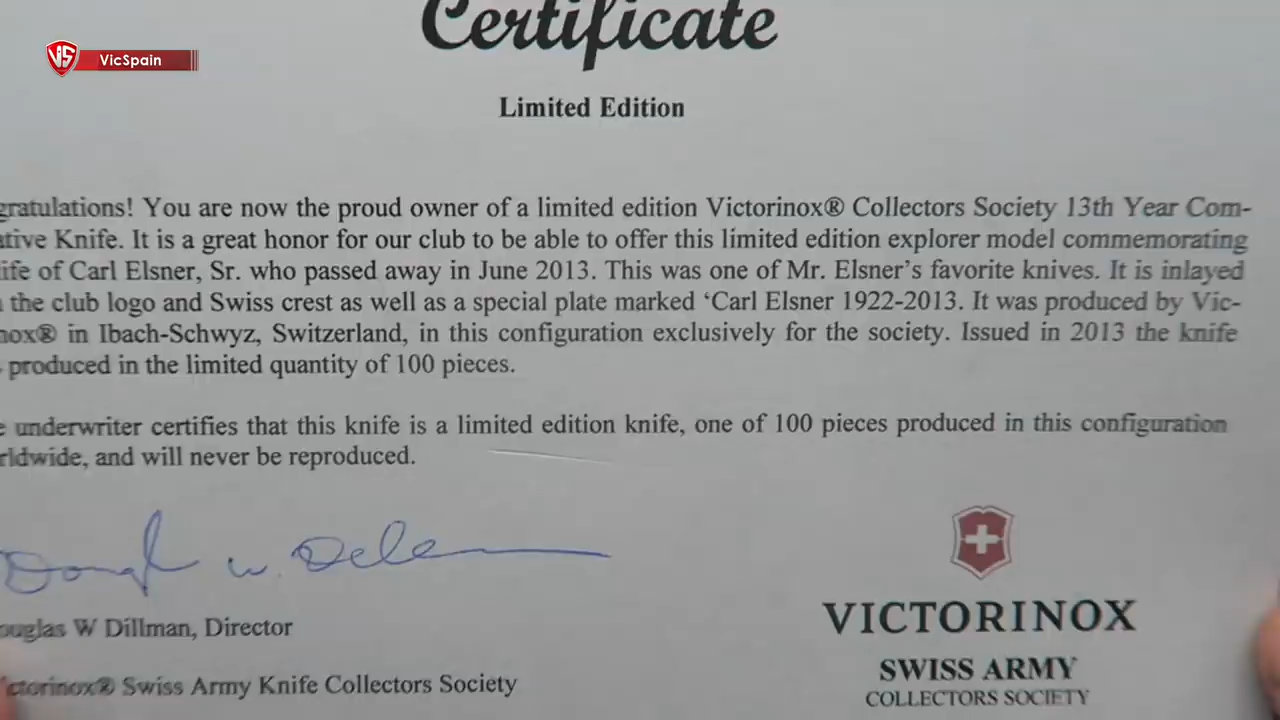 VS VicSpain
Certificate
Limited Edition
gratulations! You are now the proud owner of a limited edition Victorinox® Collectors Society 13th Year Com-
ative Knife. It is a great honor for our club to be able to offer this limited edition explorer model commemorating
ife of Carl Elsner, Sr. who passed away in June 2013. This was one of Mr. Elsner's favorite knives. It is inlayed
the club logo and Swiss crest as well as a special plate marked ‘Carl Elsner 1922-2013. It was produced by Vic-
nox® in Ibach-Schwyz, Switzerland, in this configuration exclusively for the society. Issued in 2013 the knife
produced in the limited quantity of 100 pieces.
e underwriter certifies that this knife is a limited edition knife, one of 100 pieces produced in this configuration
rldwide, and will never be reproduced.
ouglas W Dillman, Director
ctorinox® Swiss Army Knife Collectors Society
VICTORINOX
SWISS ARMY
COLLECTORS SOCIETY